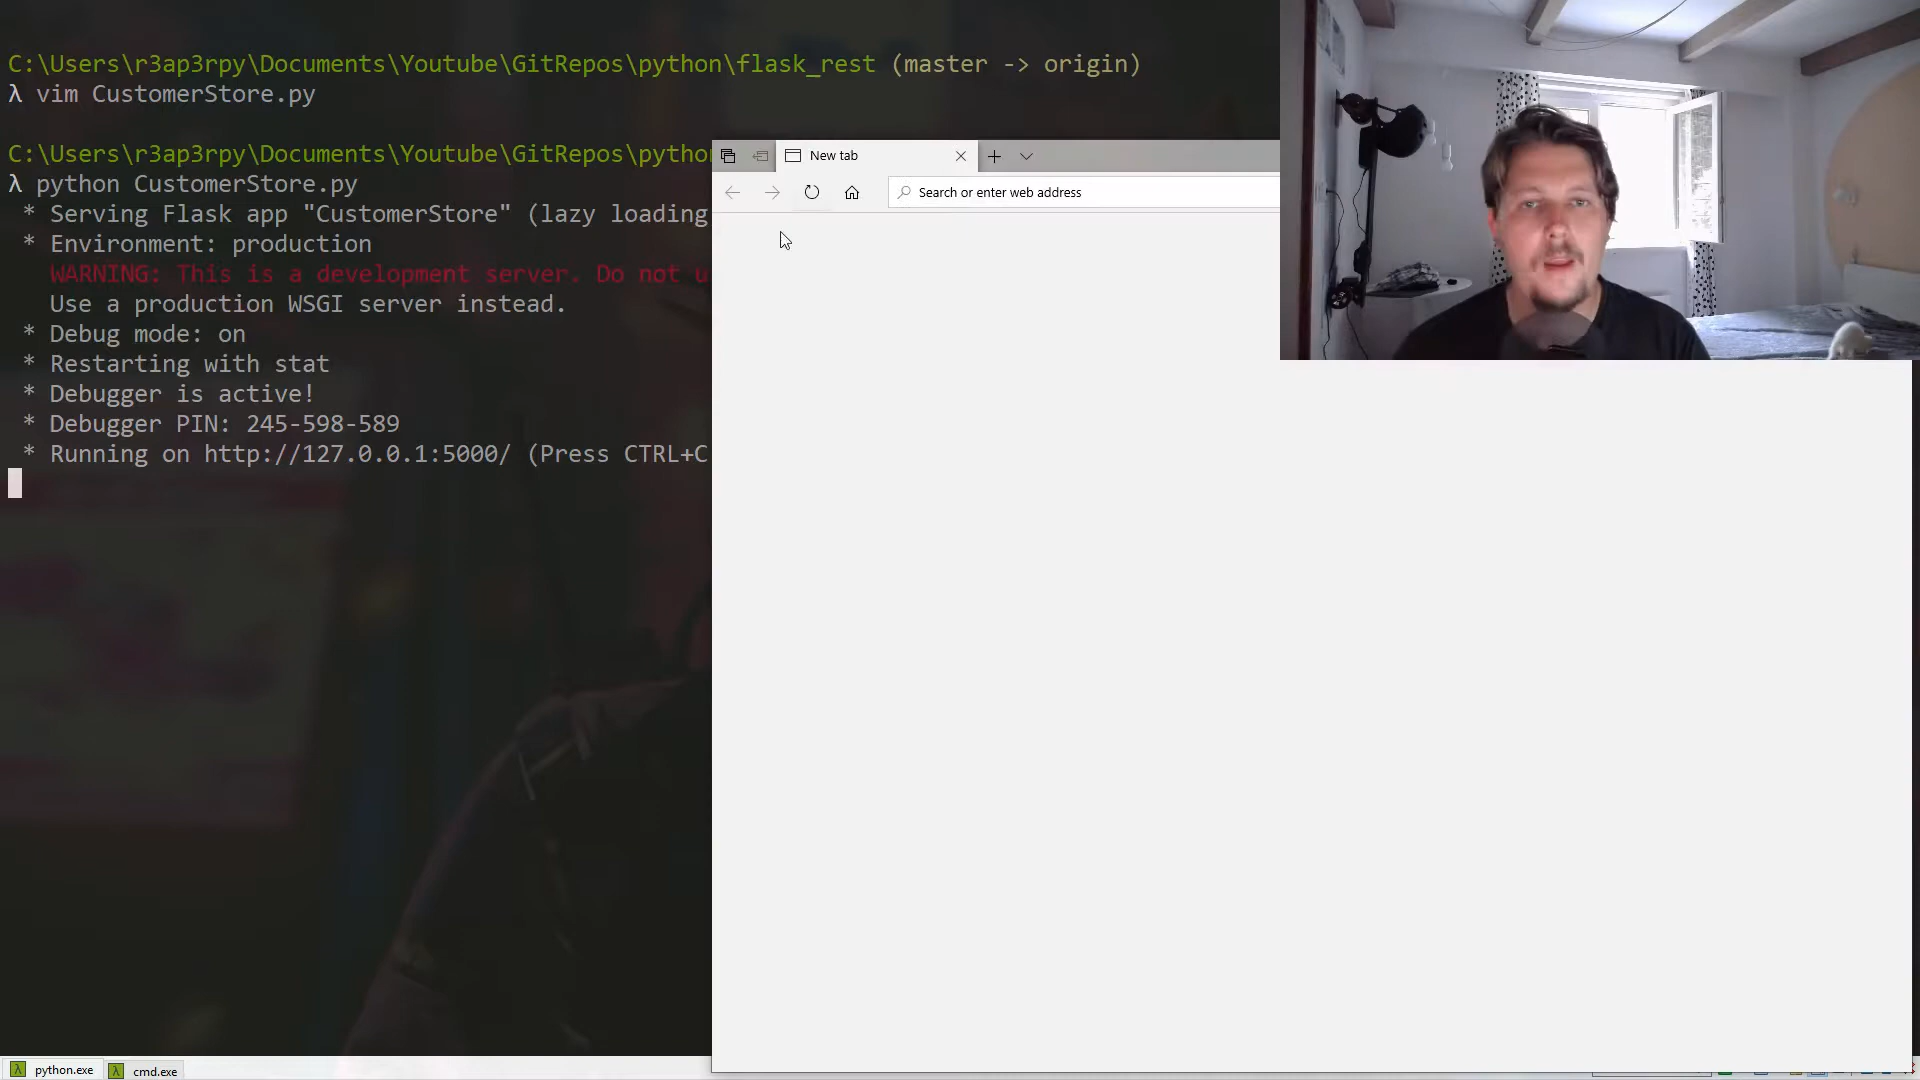 C:\Users\r3ap3rpy\Documents\Youtube\GitRepos\python\flask_rest (master -> origin)
λ vim CustomerStore.py
C:\Users\r3ap3rpy\Documents\Youtube\GitRepos\pytho
λ python CustomerStore.py
* Serving Flask app "CustomerStore" (lazy loading
* Environment: production
WARNING: This is a development server. Do not u
Use a production WSGI server instead.
* Debug mode: on
* Restarting with stat
* Debugger is active!
* Debugger PIN: 245-598-589
* Running on http://127.0.0.1:5000/ (Press CTRL+C
New tab
Search or enter web address
λ python.exe
λ cmd.exe